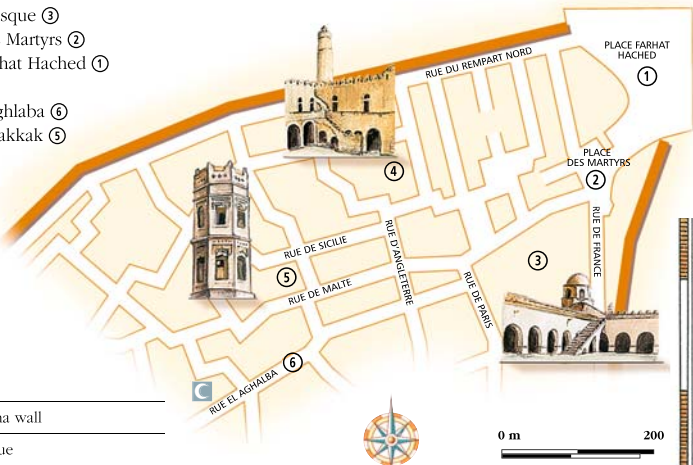 sque ③
Martyrs ②
hat Hached ①
ghlaba ⑥
akkak ⑤
RUE DU REMPART NORD
PLACE FARHAT
HACHED
①
PLACE
DES MARTYRS
②
④
RUE DE SICILIE
RUE D'ANGLETERRE
RUE DE FRANCE
③
⑤
RUE DE MALTE
RUE DE PARIS
⑥
RUE EL AGHALBA
na wall
ue
0 m 200